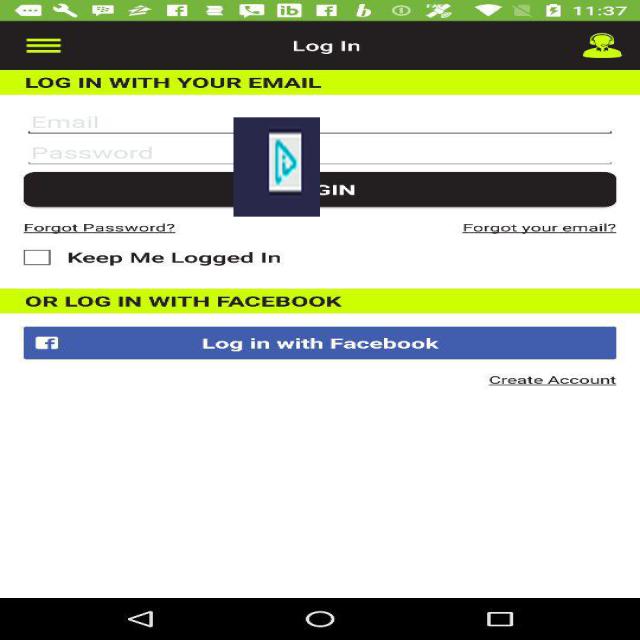 11:37
Log In
LOG IN WITH YOUR EMAIL
Email
Password
GIN
Forgot Password?
Forgot your email?
Keep Me Logged In
OR LOG IN WITH FACEBOOK
Log in with Facebook
Create Account